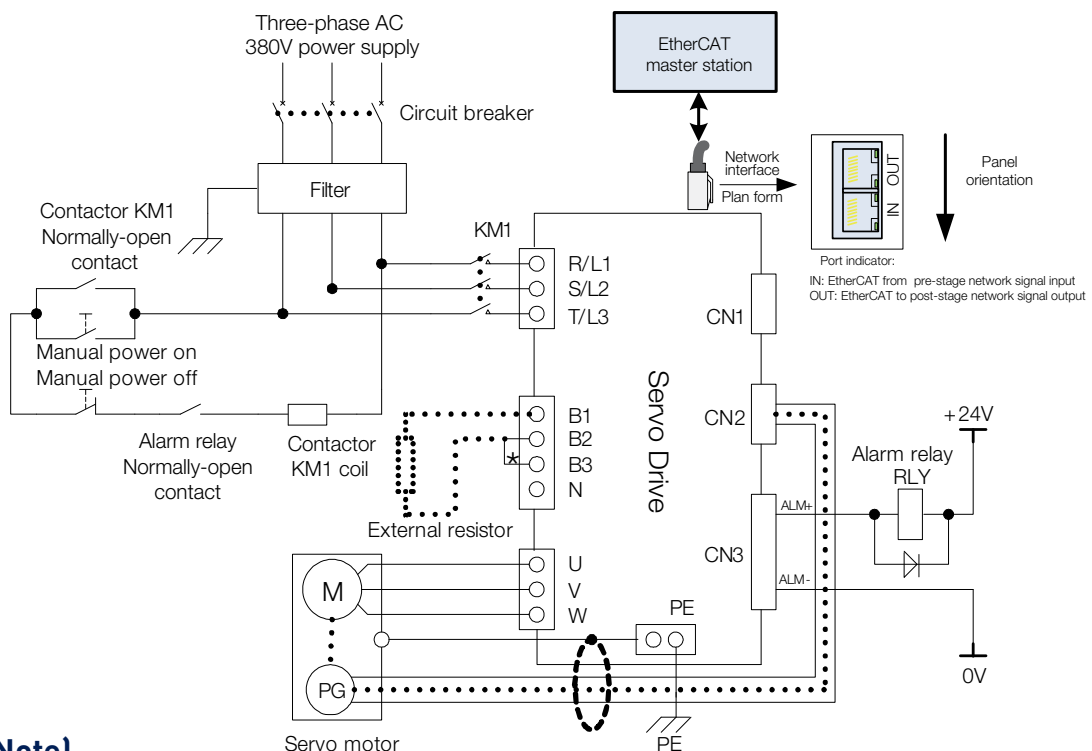 Three-phase AC
380V power supply
Circuit breaker
Filter
Contactor KM1
Normally-open
contact
Manual power on
Manual power off
Alarm relay
Normally-open
contact
Contactor
KM1 coil
KM1
R/L1
S/L2
T/L3
B1
B2
*
B3
N
External resistor
U
V
W
M
PG
Servo motor
PE
PE
Servo Drive
CN1
CN2
CN3
ALM+
ALM-
Alarm relay
RLY
+24V
0V
EtherCAT
master station
Network
interface
Plan form
OUT
IN
Panel
orientation
Port indicator:
IN: EtherCAT from pre-stage network signal input
OUT: EtherCAT to post-stage network signal output